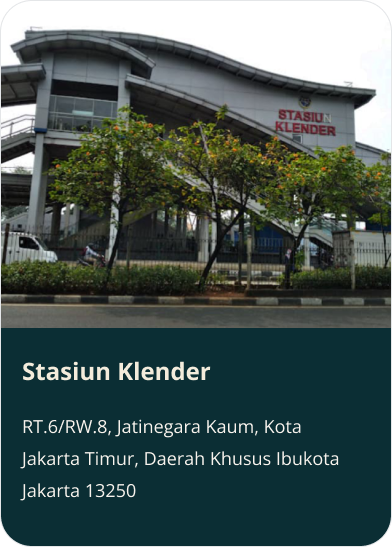 STASIUN
KLENDER
Stasiun Klender
RT.6/RW.8, Jatinegara Kaum, Kota
Jakarta Timur, Daerah Khusus Ibukota
Jakarta 13250